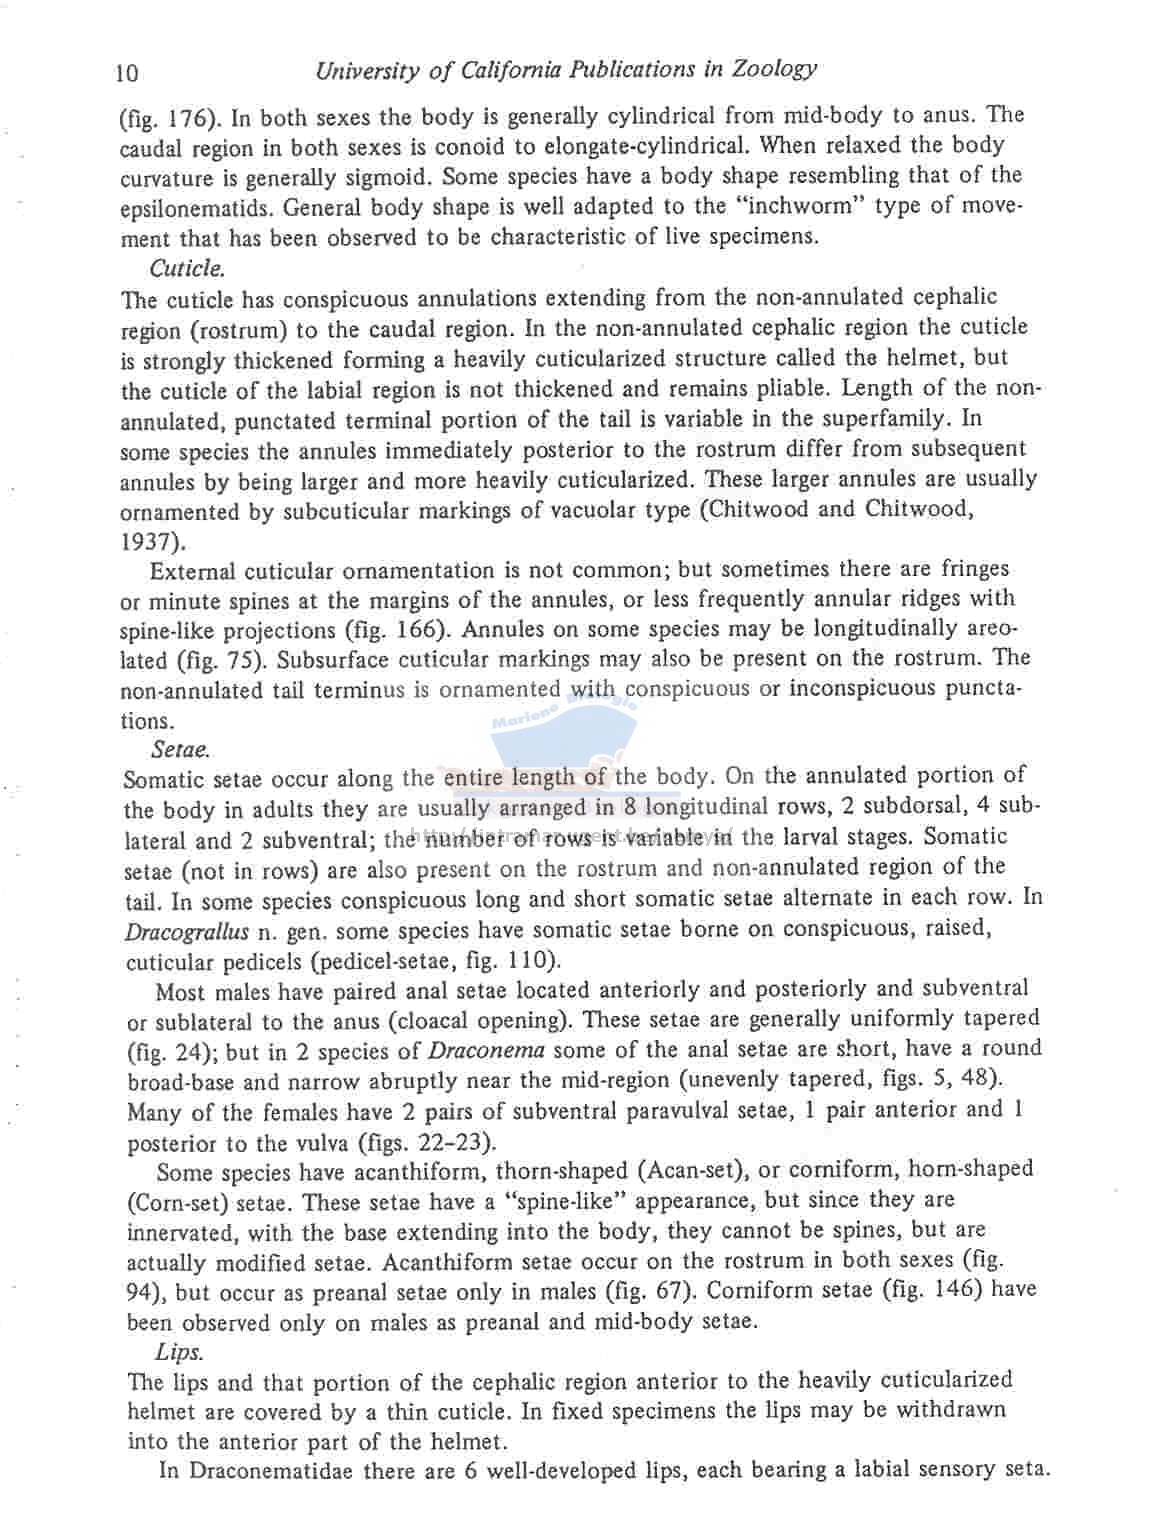 10 University of California Publications in Zoology
(fig. 176). In both sexes the body is generally cylindrical from mid-body to anus. The
caudal region in both sexes is conoid to elongate-cylindrical. When relaxed the body
curvature is generally sigmoid. Some species have a body shape resembling that of the
epsilonematids. General body shape is well adapted to the “inchworm” type of move-
ment that has been observed to be characteristic of live specimens.
Cuticle.
The cuticle has conspicuous annulations extending from the non-annulated cephalic
region (rostrum) to the caudal region. In the non-annulated cephalic region the cuticle
is strongly thickened forming a heavily cuticularized structure called the helmet, but
the cuticle of the labial region is not thickened and remains pliable. Length of the non-
annulated, punctated terminal portion of the tail is variable in the superfamily. In
some species the annules immediately posterior to the rostrum differ from subsequent
annules by being larger and more heavily cuticularized. These larger annules are usually
ornamented by subcuticular markings of vacuolar type (Chitwood and Chitwood,
1937).
External cuticular ornamentation is not common; but sometimes there are fringes
or minute spines at the margins of the annules, or less frequently annular ridges with
spine-like projections (fig. 166). Annules on some species may be longitudinally areo-
lated (fig. 75). Subsurface cuticular markings may also be present on the rostrum. The
non-annulated tail terminus is ornamented with conspicuous or inconspicuous puncta-
tions.
Setae.
Somatic setae occur along the entire length of the body. On the annulated portion of
the body in adults they are usually arranged in 8 longitudinal rows, 2 subdorsal, 4 sub-
lateral and 2 subventral; the number of rows is variable in the larval stages. Somatic
setae (not in rows) are also present on the rostrum and non-annulated region of the
tail. In some species conspicuous long and short somatic setae alternate in each row. In
Dracograllus n. gen. some species have somatic setae borne on conspicuous, raised,
cuticular pedicels (pedicel-setae, fig. 110).
Most males have paired anal setae located anteriorly and posteriorly and subventral
or sublateral to the anus (cloacal opening). These setae are generally uniformly tapered
(fig. 24); but in 2 species of Draconema some of the anal setae are short, have a round
broad-base and narrow abruptly near the mid-region (unevenly tapered, figs. 5, 48).
Many of the females have 2 pairs of subventral paravulval setae, 1 pair anterior and 1
posterior to the vulva (figs. 22–23).
Some species have acanthiform, thorn-shaped (Acan-set), or corniform, horn-shaped
(Corn-set) setae. These setae have a “spine-like” appearance, but since they are
innervated, with the base extending into the body, they cannot be spines, but are
actually modified setae. Acanthiform setae occur on the rostrum in both sexes (fig.
94), but occur as preanal setae only in males (fig. 67). Corniform setae (fig. 146) have
been observed only on males as preanal and mid-body setae.
Lips.
The lips and that portion of the cephalic region anterior to the heavily cuticularized
helmet are covered by a thin cuticle. In fixed specimens the lips may be withdrawn
into the anterior part of the helmet.
In Draconematidae there are 6 well-developed lips, each bearing a labial sensory seta.